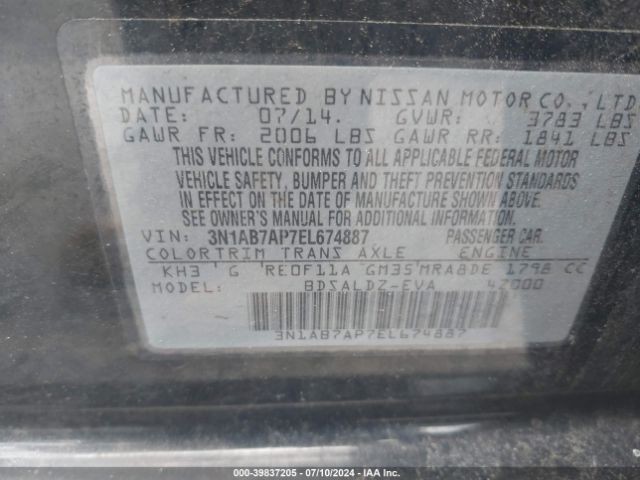 MANUFACTURED BY NISSAN MOTOR CO., LTD
DATE: 07/14. GVWR: 3783 LBS
GAWR FR: 2006 LBS GAWR RR: 1841 LBS
THIS VEHICLE CONFORMS TO ALL APPLICABLE FEDERAL MOTOR
VEHICLE SAFETY, BUMPER AND THEFT PREVENTION STANDARDS
IN EFFECT ON THE DATE OF MANUFACTURE SHOWN ABOVE.
SEE OWNER'S MANUAL FOR ADDITIONAL INFORMATION.
VIN: 3N1AB7AP7EL674887 PASSENGER CAR.
COLOR TRIM TRANS AXLE ENGINE
KH3 G RE0F11A GM35 MRA8DE 1798 CC
MODEL: BDSALDZ-EVA 42000
3N1AB7AP7EL674887
000-39837205 - 07/10/2024 - IAA Inc.